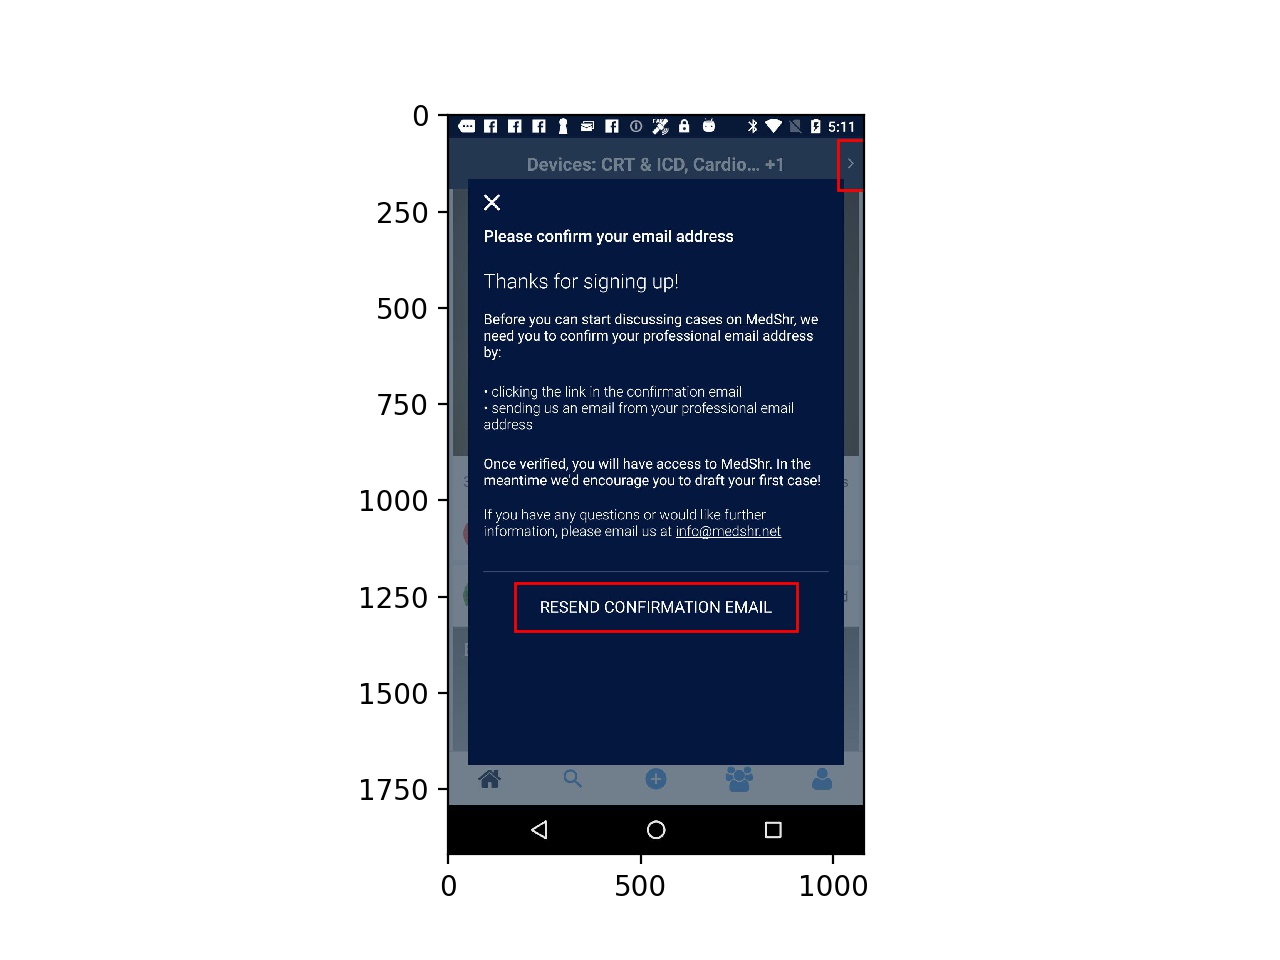 0
250
500
750
1000
1250
1500
1750
0
500
1000
5:11
Devices: CRT & ICD, Cardio... +1
Please confirm your email address
Thanks for signing up!
Before you can start discussing cases on MedShr, we
need you to confirm your professional email address
by:
• clicking the link in the confirmation email
• sending us an email from your professional email
address
Once verified, you will have access to MedShr. In the
meantime we'd encourage you to draft your first case!
If you have any questions or would like further
information, please email us at info@medshr.net
RESEND CONFIRMATION EMAIL